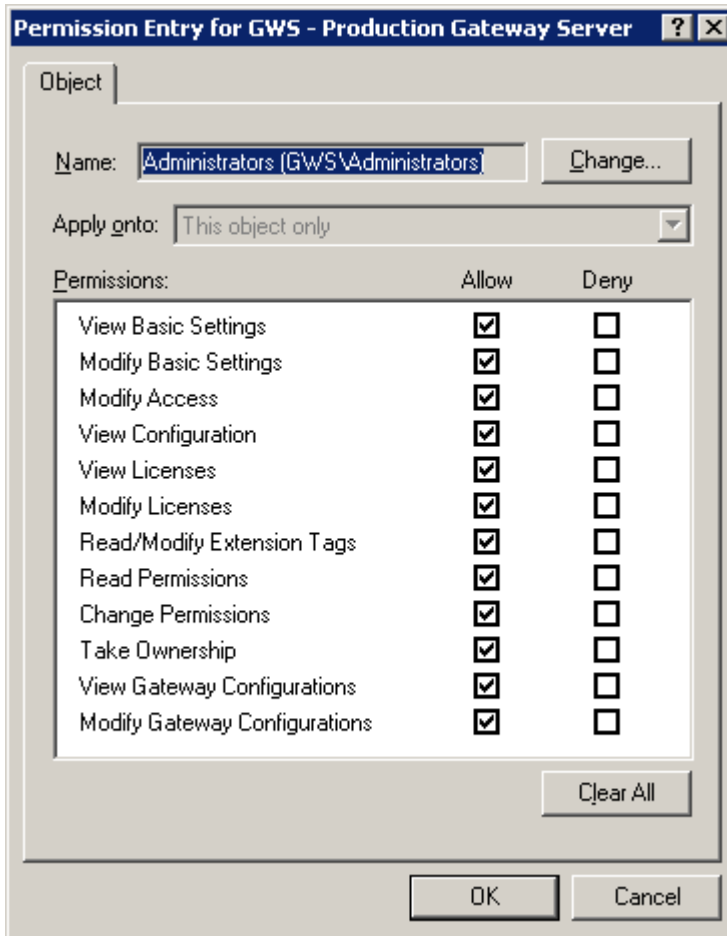 Permission Entry for GWS - Production Gateway Server
Object
Name: Administrators (GWS\Administrators) Change...
Apply onto: This object only
Permissions: Allow Deny
View Basic Settings
Modify Basic Settings
Modify Access
View Configuration
View Licenses
Modify Licenses
Read/Modify Extension Tags
Read Permissions
Change Permissions
Take Ownership
View Gateway Configurations
Modify Gateway Configurations
Clear All
OK Cancel